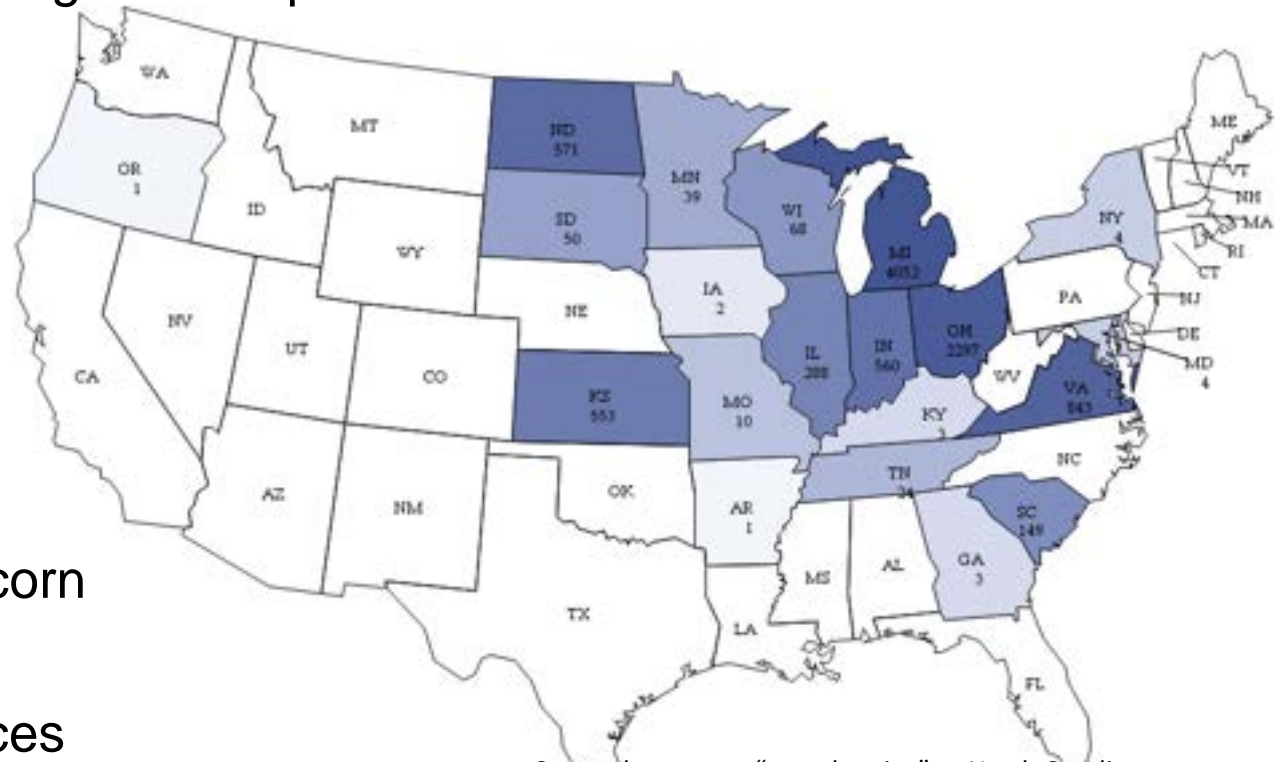 WA
MT
ME
ND
571
OR
1
MN
39
VT
ID
SD
50
WI
68
NH
NY
4
MA
WY
MI
4052
RI
IA
2
CT
NE
PA
NJ
NV
OH
2297
UT
IL
288
IN
560
DE
CA
CO
WV
MD
4
KS
553
MO
10
VA
843
KY
3
NC
TN
AZ
OK
NM
AR
1
SC
149
GA
3
MS
AL
corn
TX
LA
FL
ces